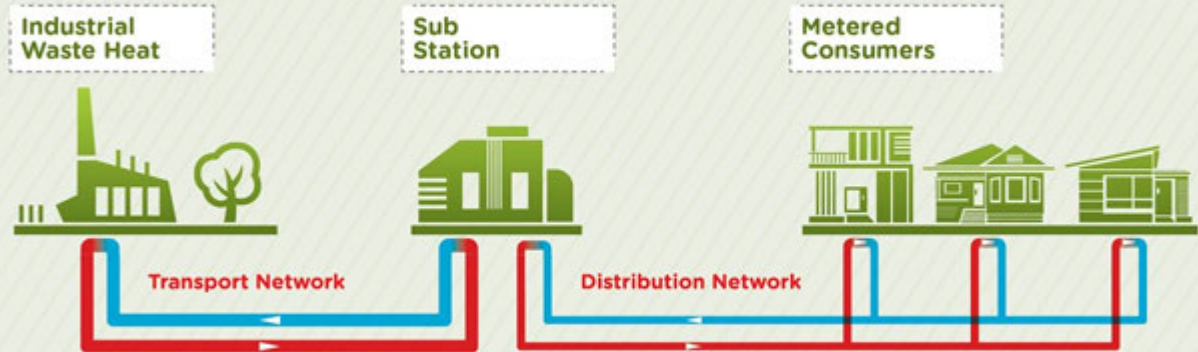 Industrial
Waste Heat
Sub
Station
Metered
Consumers
Transport Network
Distribution Network